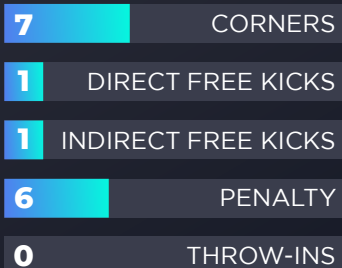 7 CORNERS
1 DIRECT FREE KICKS
1 INDIRECT FREE KICKS
6 PENALTY
0 THROW-INS